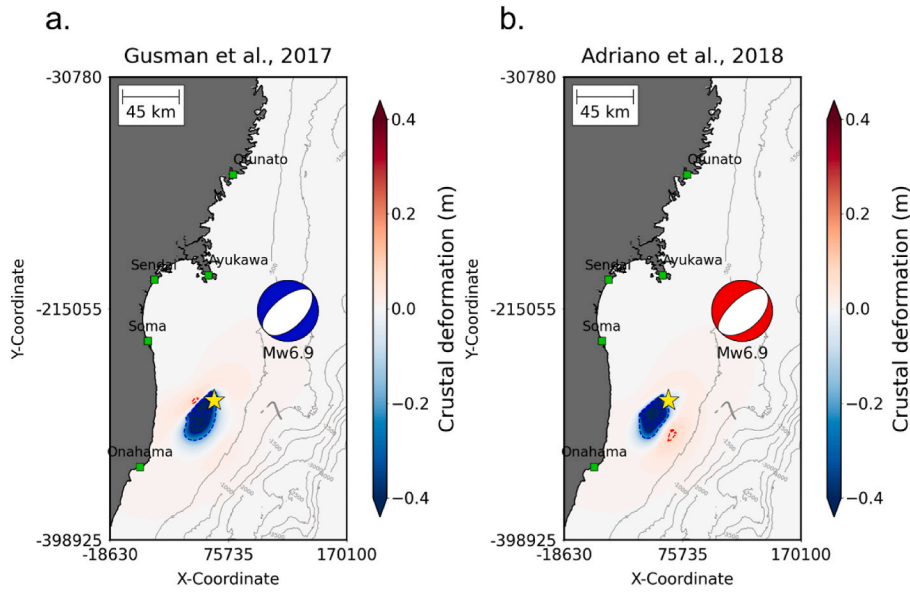 a.
Gusman et al., 2017
-30780
45 km
Ofunato
Sendai
Ayukawa
-215055
Soma
Mw6.9
Onahama
-398925
-18630
75735
170100
X-Coordinate
Y-Coordinate
0.4
0.2
0.0
−0.2
−0.4
Crustal deformation (m)
b.
Adriano et al., 2018
-30780
45 km
Ofunato
Sendai
Ayukawa
-215055
Soma
Mw6.9
Onahama
-398925
-18630
75735
170100
X-Coordinate
Y-Coordinate
0.4
0.2
0.0
−0.2
−0.4
Crustal deformation (m)